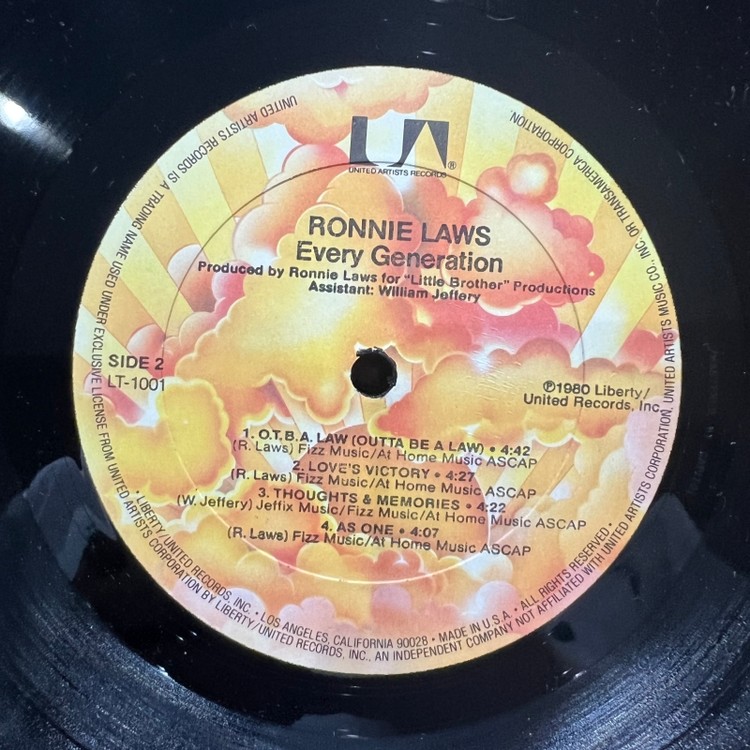 UA®
UNITED ARTISTS RECORDS
RONNIE LAWS
Every Generation
Produced by Ronnie Laws for "Little Brother" Productions
Assistant: William Jeffery
SIDE 2
LT-1001
℗1980 Liberty/
United Records, Inc.
1. O.T.B.A. LAW (OUTTA BE A LAW) • 4:42
(R. Laws) Fizz Music/At Home Music ASCAP
2. LOVE'S VICTORY • 4:27
(R. Laws) Fizz Music/At Home Music ASCAP
3. THOUGHTS & MEMORIES • 4:22
(W. Jeffery) Jeffix Music/Fizz Music/At Home Music ASCAP
4. AS ONE • 4:07
(R. Laws) Fizz Music/At Home Music ASCAP
• LIBERTY/UNITED RECORDS, INC. • LOS ANGELES, CALIFORNIA 90028 • MADE IN U.S.A. • ALL RIGHTS RESERVED •
UNITED ARTISTS RECORDS IS A TRADING NAME USED UNDER EXCLUSIVE LICENSE FROM UNITED ARTISTS CORPORATION BY LIBERTY/UNITED RECORDS, INC., AN INDEPENDENT COMPANY NOT AFFILIATED WITH UNITED ARTISTS CORPORATION, UNITED ARTISTS MUSIC CO., INC. OR TRANSAMERICA CORPORATION.